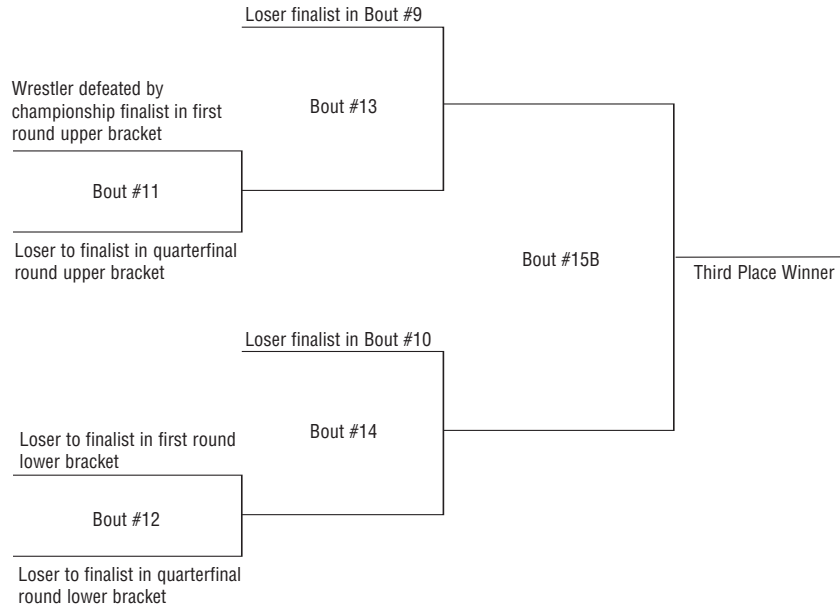 Loser finalist in Bout #9
Wrestler defeated by
championship finalist in first
round upper bracket
Bout #13
Bout #11
Loser to finalist in quarterfinal
round upper bracket
Bout #15B
Third Place Winner
Loser finalist in Bout #10
Bout #14
Loser to finalist in first round
lower bracket
Bout #12
Loser to finalist in quarterfinal
round lower bracket